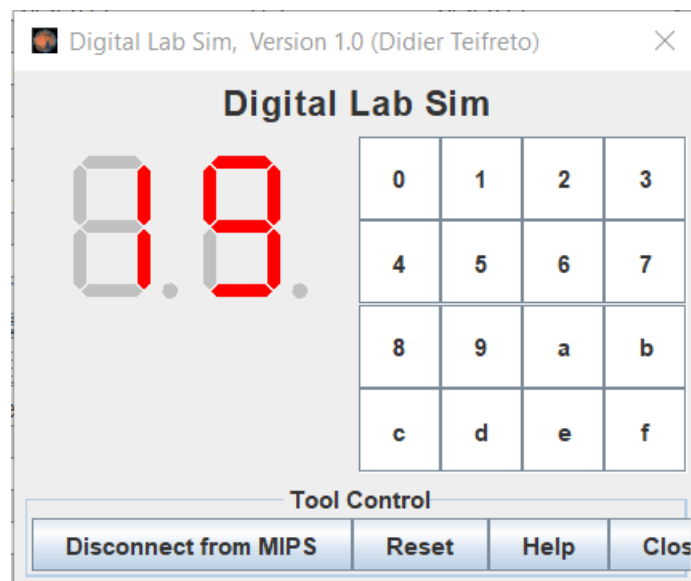 Digital Lab Sim, Version 1.0 (Didier Teifreto)
Digital Lab Sim
19
0 1 2 3
4 5 6 7
8 9 a b
c d e f
Tool Control
Disconnect from MIPS Reset Help Clos